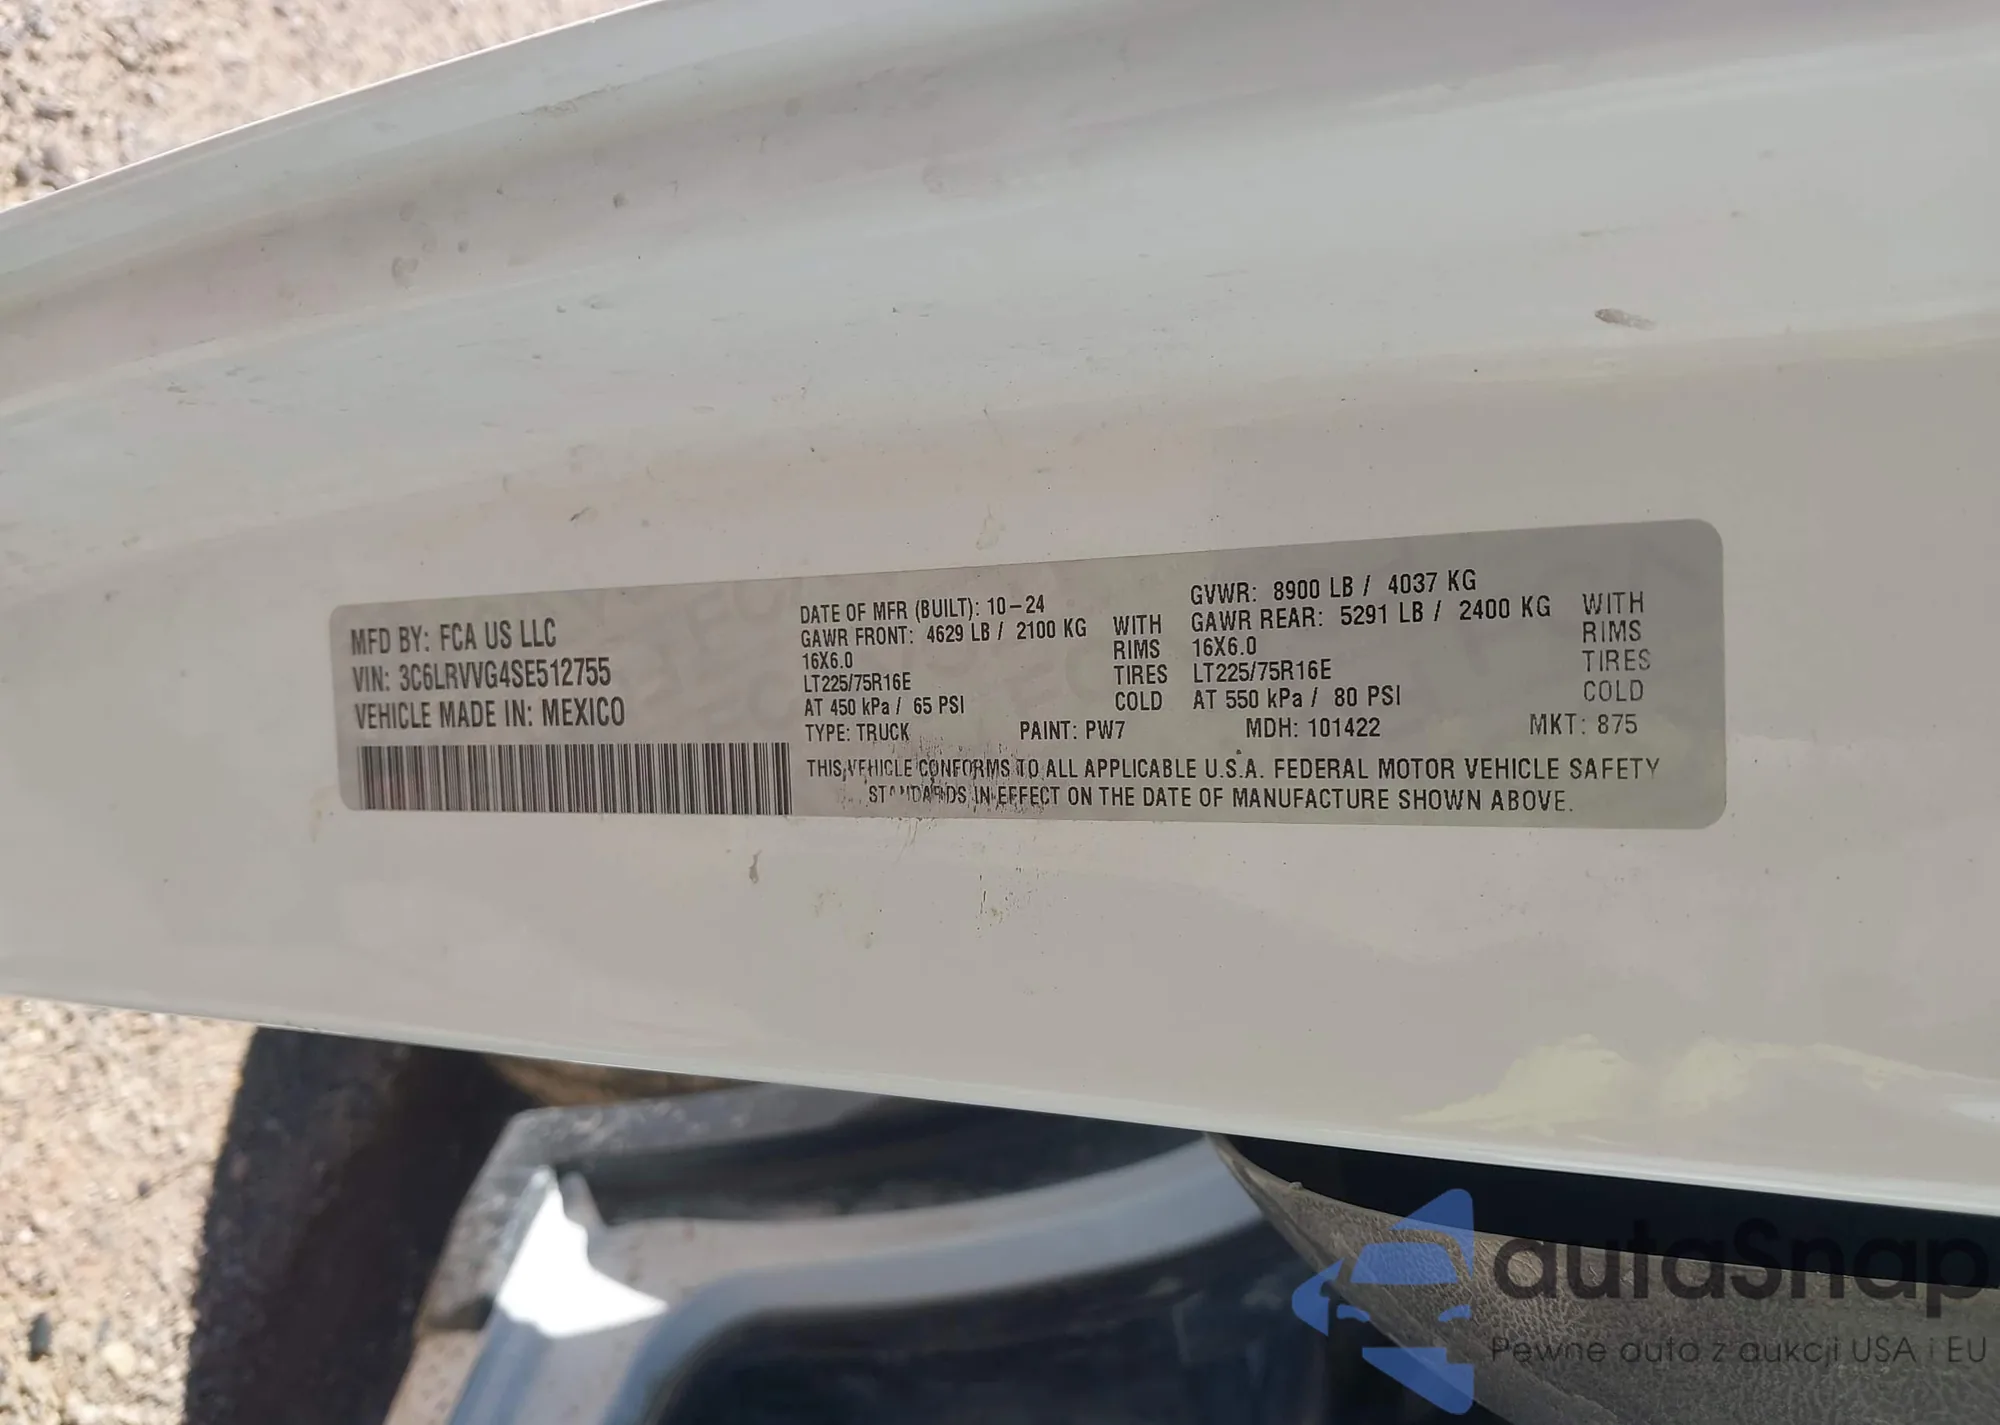 MFD BY: FCA US LLC
VIN: 3C6LRVVG4SE512755
VEHICLE MADE IN: MEXICO
DATE OF MFR (BUILT): 10-24
GAWR FRONT: 4629 LB / 2100 KG WITH
16X6.0 RIMS
LT225/75R16E TIRES
AT 450 kPa / 65 PSI COLD
GVWR: 8900 LB / 4037 KG
GAWR REAR: 5291 LB / 2400 KG WITH
16X6.0 RIMS
LT225/75R16E TIRES
AT 550 kPa / 80 PSI COLD
TYPE: TRUCK PAINT: PW7 MDH: 101422 MKT: 875
THIS VEHICLE CONFORMS TO ALL APPLICABLE U.S.A. FEDERAL MOTOR VEHICLE SAFETY
STANDARDS IN EFFECT ON THE DATE OF MANUFACTURE SHOWN ABOVE.
autaSnap
Pewne auto z aukcji USA i EU